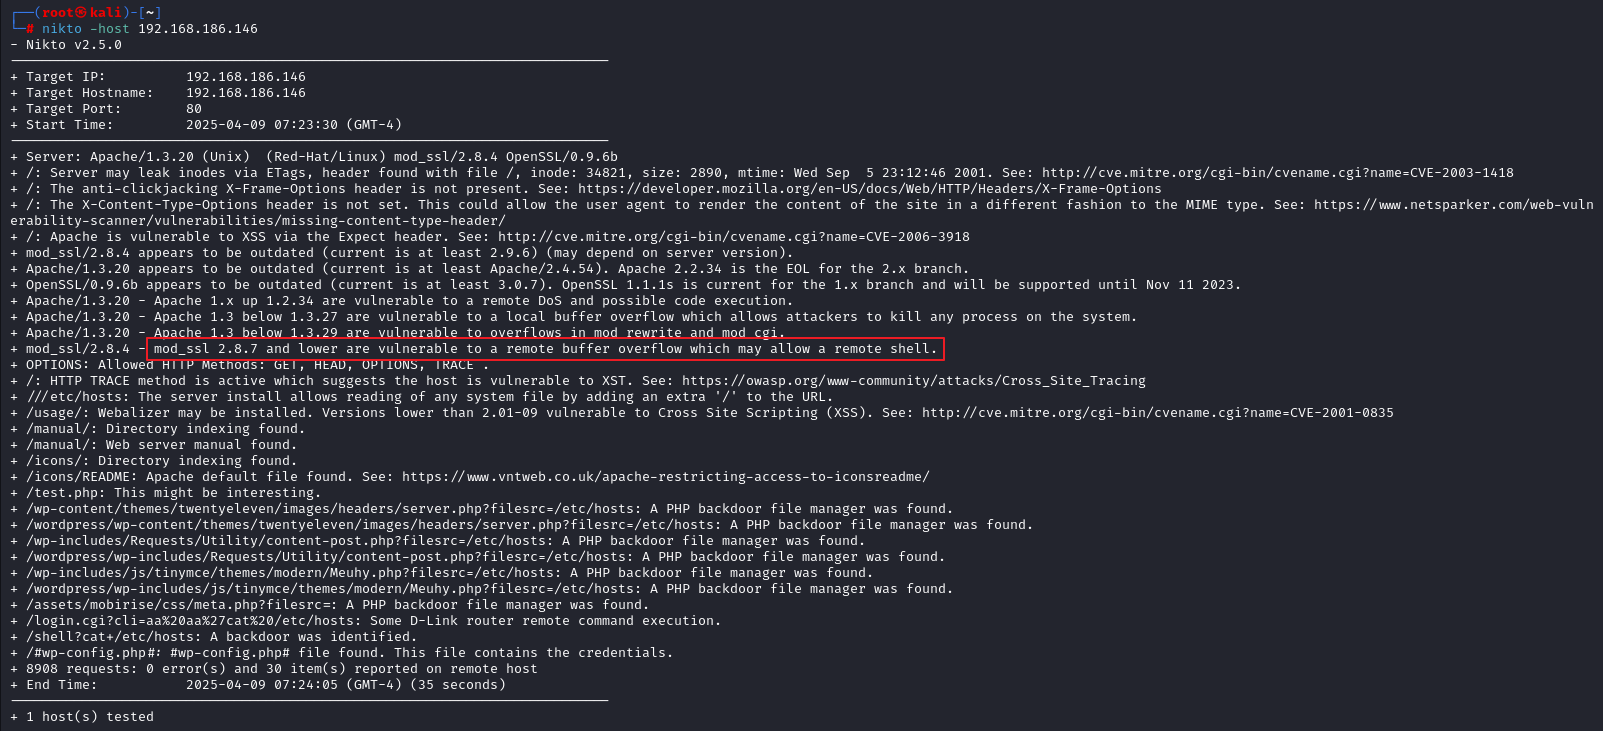 ┌──(root㉿kali)-[~]
└─# nikto -host 192.168.186.146
- Nikto v2.5.0
---------------------------------------------------------------------------
+ Target IP:          192.168.186.146
+ Target Hostname:    192.168.186.146
+ Target Port:        80
+ Start Time:         2025-04-09 07:23:30 (GMT-4)
---------------------------------------------------------------------------
+ Server: Apache/1.3.20 (Unix)  (Red-Hat/Linux) mod_ssl/2.8.4 OpenSSL/0.9.6b
+ /: Server may leak inodes via ETags, header found with file /, inode: 34821, size: 2890, mtime: Wed Sep  5 23:12:46 2001. See: http://cve.mitre.org/cgi-bin/cvename.cgi?name=CVE-2003-1418
+ /: The anti-clickjacking X-Frame-Options header is not present. See: https://developer.mozilla.org/en-US/docs/Web/HTTP/Headers/X-Frame-Options
+ /: The X-Content-Type-Options header is not set. This could allow the user agent to render the content of the site in a different fashion to the MIME type. See: https://www.netsparker.com/web-vuln
erability-scanner/vulnerabilities/missing-content-type-header/
+ /: Apache is vulnerable to XSS via the Expect header. See: http://cve.mitre.org/cgi-bin/cvename.cgi?name=CVE-2006-3918
+ mod_ssl/2.8.4 appears to be outdated (current is at least 2.9.6) (may depend on server version).
+ Apache/1.3.20 appears to be outdated (current is at least Apache/2.4.54). Apache 2.2.34 is the EOL for the 2.x branch.
+ OpenSSL/0.9.6b appears to be outdated (current is at least 3.0.7). OpenSSL 1.1.1s is current for the 1.x branch and will be supported until Nov 11 2023.
+ Apache/1.3.20 - Apache 1.x up 1.2.34 are vulnerable to a remote DoS and possible code execution.
+ Apache/1.3.20 - Apache 1.3 below 1.3.27 are vulnerable to a local buffer overflow which allows attackers to kill any process on the system.
+ Apache/1.3.20 - Apache 1.3 below 1.3.29 are vulnerable to overflows in mod_rewrite and mod_cgi.
+ mod_ssl/2.8.4 - mod_ssl 2.8.7 and lower are vulnerable to a remote buffer overflow which may allow a remote shell.
+ OPTIONS: Allowed HTTP Methods: GET, HEAD, OPTIONS, TRACE .
+ /: HTTP TRACE method is active which suggests the host is vulnerable to XST. See: https://owasp.org/www-community/attacks/Cross_Site_Tracing
+ ///etc/hosts: The server install allows reading of any system file by adding an extra '/' to the URL.
+ /usage/: Webalizer may be installed. Versions lower than 2.01-09 vulnerable to Cross Site Scripting (XSS). See: http://cve.mitre.org/cgi-bin/cvename.cgi?name=CVE-2001-0835
+ /manual/: Directory indexing found.
+ /manual/: Web server manual found.
+ /icons/: Directory indexing found.
+ /icons/README: Apache default file found. See: https://www.vntweb.co.uk/apache-restricting-access-to-iconsreadme/
+ /test.php: This might be interesting.
+ /wp-content/themes/twentyeleven/images/headers/server.php?filesrc=/etc/hosts: A PHP backdoor file manager was found.
+ /wordpress/wp-content/themes/twentyeleven/images/headers/server.php?filesrc=/etc/hosts: A PHP backdoor file manager was found.
+ /wp-includes/Requests/Utility/content-post.php?filesrc=/etc/hosts: A PHP backdoor file manager was found.
+ /wordpress/wp-includes/Requests/Utility/content-post.php?filesrc=/etc/hosts: A PHP backdoor file manager was found.
+ /wp-includes/js/tinymce/themes/modern/Meuhy.php?filesrc=/etc/hosts: A PHP backdoor file manager was found.
+ /wordpress/wp-includes/js/tinymce/themes/modern/Meuhy.php?filesrc=/etc/hosts: A PHP backdoor file manager was found.
+ /assets/mobirise/css/meta.php?filesrc=: A PHP backdoor file manager was found.
+ /login.cgi?cli=aa%20aa%27cat%20/etc/hosts: Some D-Link router remote command execution.
+ /shell?cat+/etc/hosts: A backdoor was identified.
+ /#wp-config.php#: #wp-config.php# file found. This file contains the credentials.
+ 8908 requests: 0 error(s) and 30 item(s) reported on remote host
+ End Time:           2025-04-09 07:24:05 (GMT-4) (35 seconds)
---------------------------------------------------------------------------
+ 1 host(s) tested